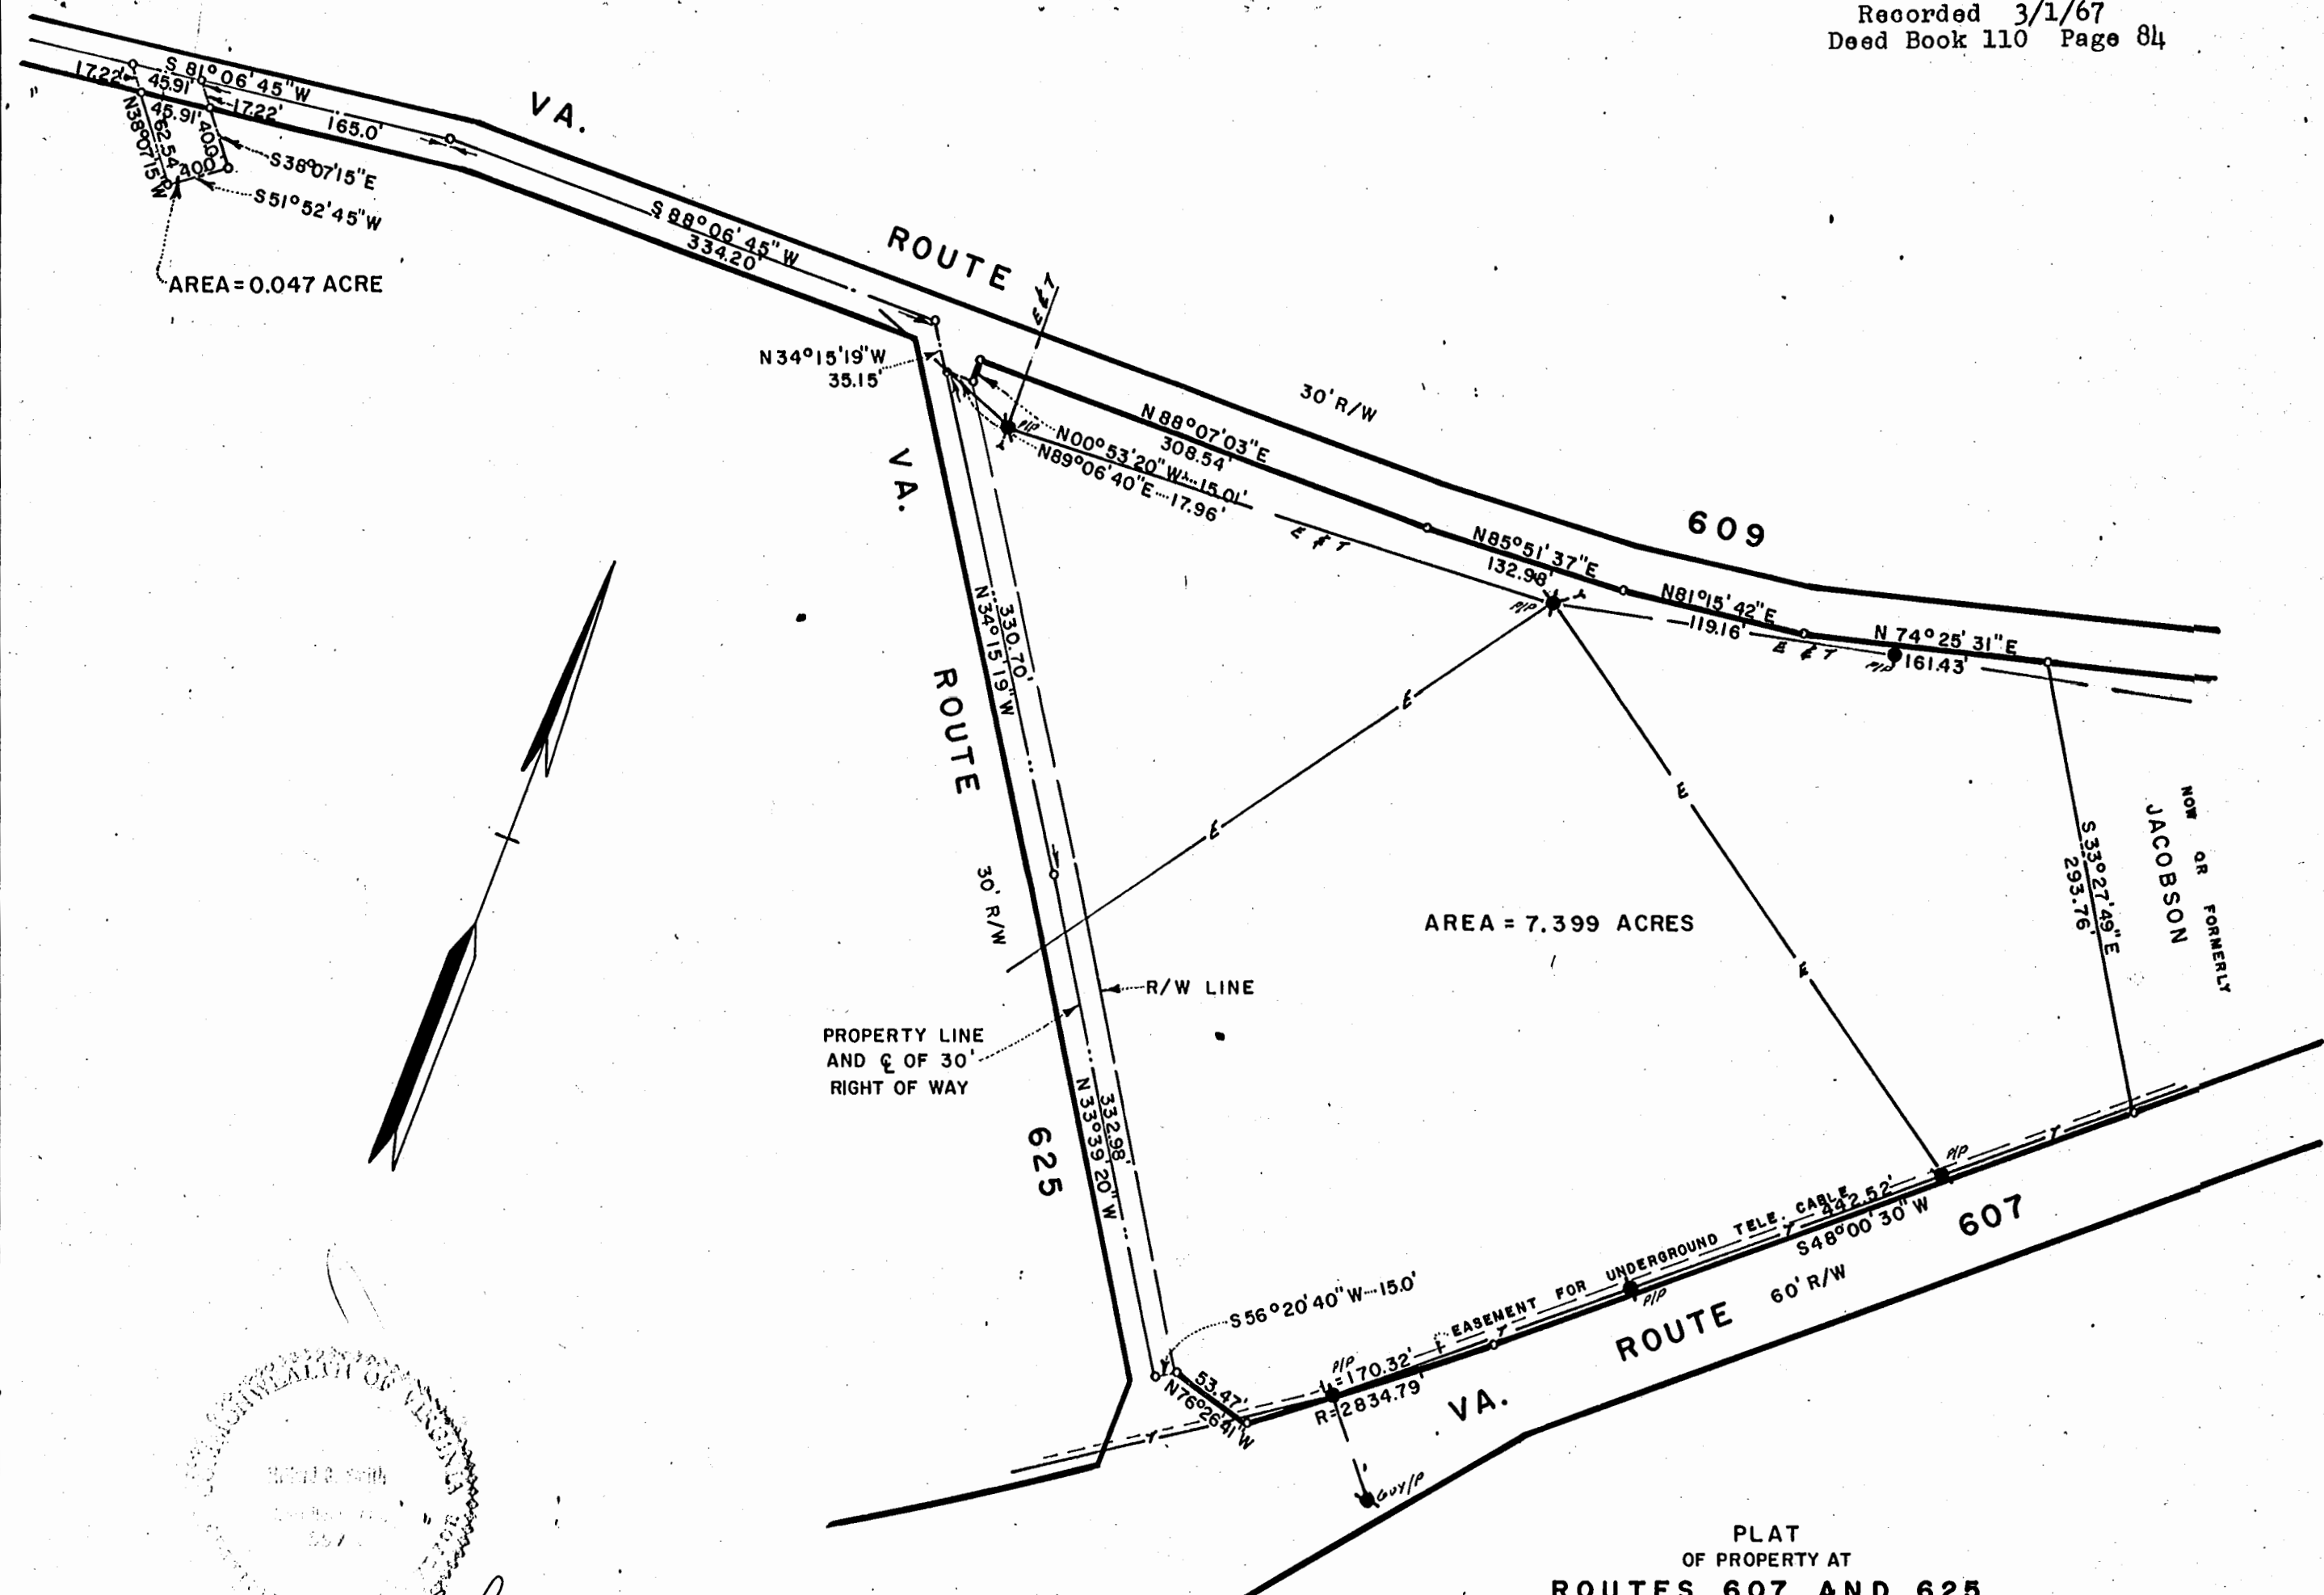 Recorded 3/1/67
Deed Book 110 Page 84
S 81° 06' 45" W
17.22'
45.91'
45.91'
17.22'
165.0'
N38°07'15"W
62.54
40.0'
40.0'
S38°07'15"E
S51°52'45"W
AREA=0.047 ACRE
VA.
ROUTE
609
S 88° 06' 45" W
334.20'
E & T
N34°15'19"W
35.15'
30' R/W
N 88° 07' 03" E
308.54'
P/P
N00°53'20"W---15.01'
N89°06'40"E----17.96'
E & T
N85°51'37"E
132.98'
P/P
N81°15'42"E
119.16'
E & T
N 74° 25' 31" E
P/P
161.43'
VA.
ROUTE
625
30' R/W
330.70'
N34°15'19"W
E
E
E
E
NOW OR FORMERLY
JACOBSON
S33°27'49"E
293.76'
AREA = 7.399 ACRES
R/W LINE
PROPERTY LINE
AND ℄ OF 30'
RIGHT OF WAY
332.98'
N 33° 39' 20" W
S56°20'40"W---15.0'
53.47'
N76°26'41"W
P/P
L=170.32'
R=2834.79'
EASEMENT FOR UNDERGROUND TELE. CABLE
442.52'
S48°00'30"W
P/P
P/P
T
T
T
T
VA.
ROUTE
607
60' R/W
GUY/P
PLAT
OF PROPERTY AT
ROUTES 607 AND 625